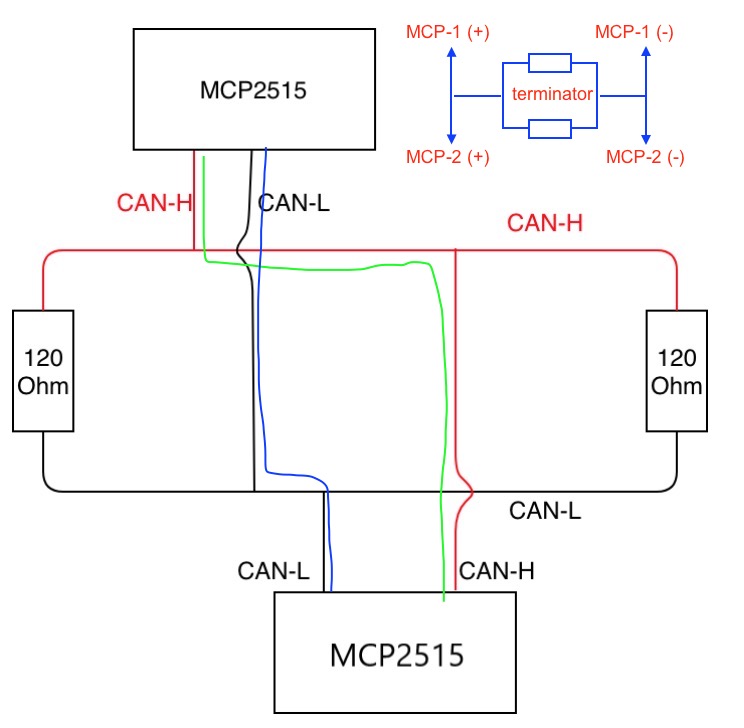 MCP-1 (+)
MCP-1 (-)
MCP2515
terminator
MCP-2 (+)
MCP-2 (-)
CAN-H
CAN-L
CAN-H
120
Ohm
120
Ohm
CAN-L
CAN-L
CAN-H
MCP2515